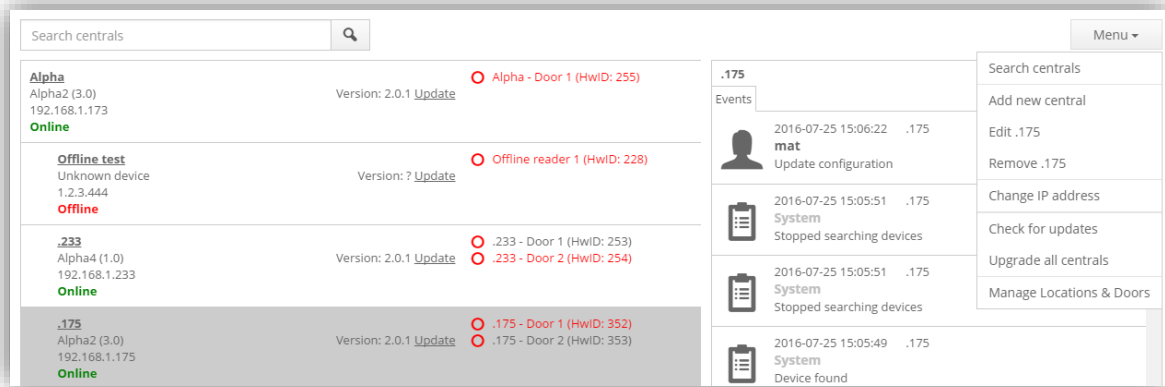 Search centrals
Menu
Alpha
Alpha2 (3.0)
Version: 2.0.1 Update
192.168.1.173
Online
Alpha - Door 1 (HwID: 255)
Offline test
Unknown device
Version: ? Update
1.2.3.444
Offline
Offline reader 1 (HwID: 228)
.233
Alpha4 (1.0)
Version: 2.0.1 Update
192.168.1.233
Online
.233 - Door 1 (HwID: 253)
.233 - Door 2 (HwID: 254)
.175
Alpha2 (3.0)
Version: 2.0.1 Update
192.168.1.175
Online
.175 - Door 1 (HwID: 352)
.175 - Door 2 (HwID: 353)
.175
Events
2016-07-25 15:06:22 .175
mat
Update configuration
2016-07-25 15:05:51 .175
System
Stopped searching devices
2016-07-25 15:05:51 .175
System
Stopped searching devices
2016-07-25 15:05:49 .175
System
Device found
Search centrals
Add new central
Edit .175
Remove .175
Change IP address
Check for updates
Upgrade all centrals
Manage Locations & Doors